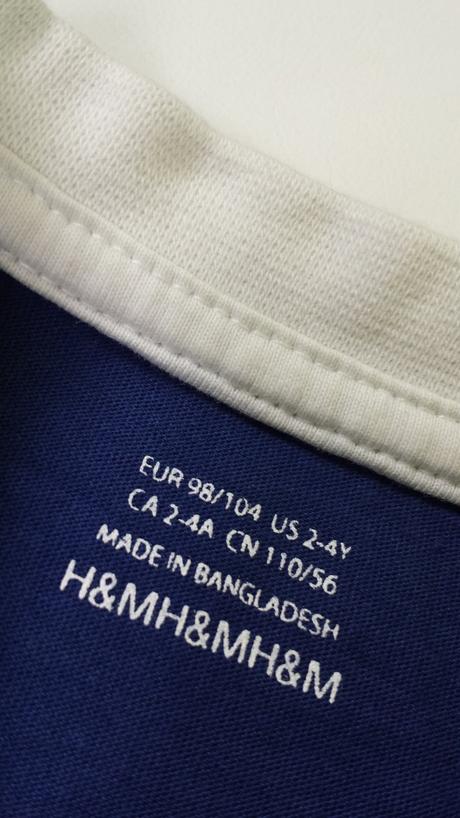 EUR 98/104 US 2-4Y
CA 2-4A CN 110/56
MADE IN BANGLADESH
H&MH&MH&M